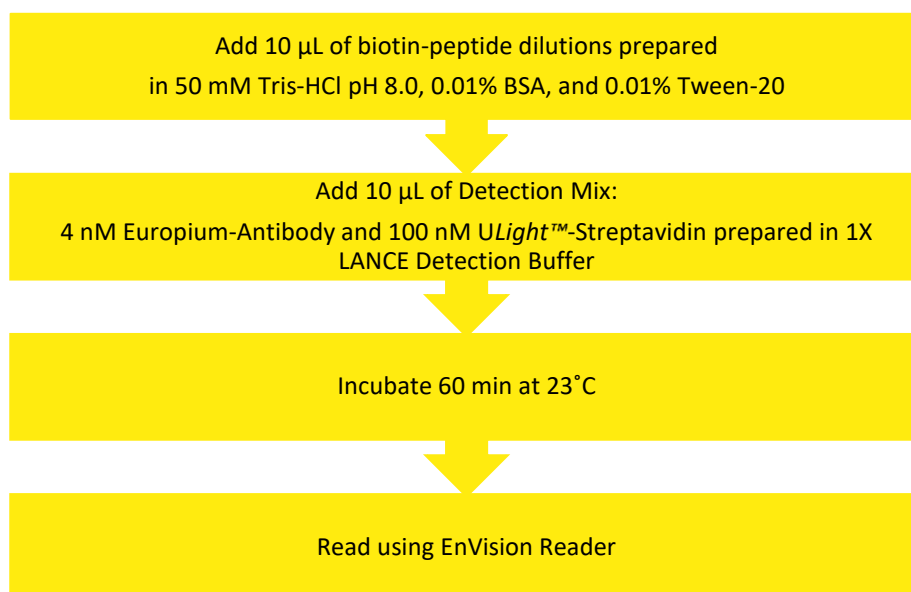 Add 10 µL of biotin-peptide dilutions prepared
in 50 mM Tris-HCl pH 8.0, 0.01% BSA, and 0.01% Tween-20
Add 10 µL of Detection Mix:
4 nM Europium-Antibody and 100 nM ULight™-Streptavidin prepared in 1X
LANCE Detection Buffer
Incubate 60 min at 23˚C
Read using EnVision Reader